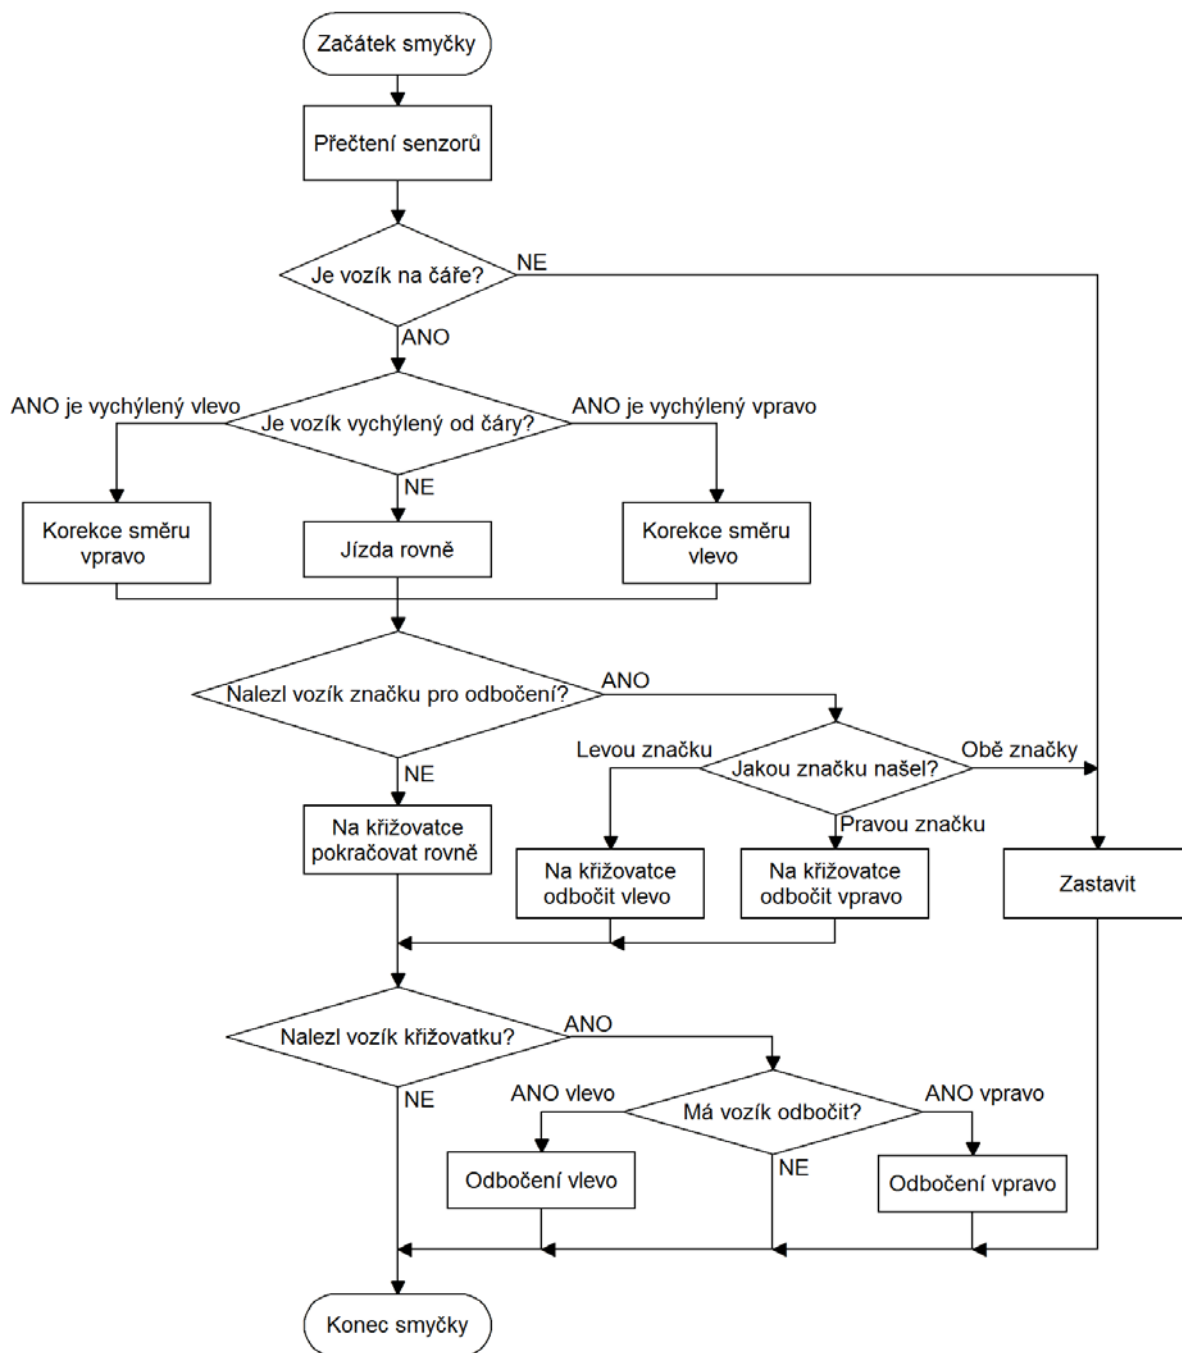 Začátek smyčky
Přečtení senzorů
Je vozík na čáře?
NE
ANO
ANO je vychýlený vlevo
Je vozík vychýlený od čáry?
ANO je vychýlený vpravo
NE
Korekce směru
vpravo
Jízda rovně
Korekce směru
vlevo
Nalezl vozík značku pro odbočení?
ANO
NE
Levou značku
Jakou značku našel?
Obě značky
Pravou značku
Na křižovatce
pokračovat rovně
Na křižovatce
odbočit vlevo
Na křižovatce
odbočit vpravo
Zastavit
Nalezl vozík křižovatku?
ANO
NE
ANO vlevo
Má vozík odbočit?
ANO vpravo
NE
Odbočení vlevo
Odbočení vpravo
Konec smyčky